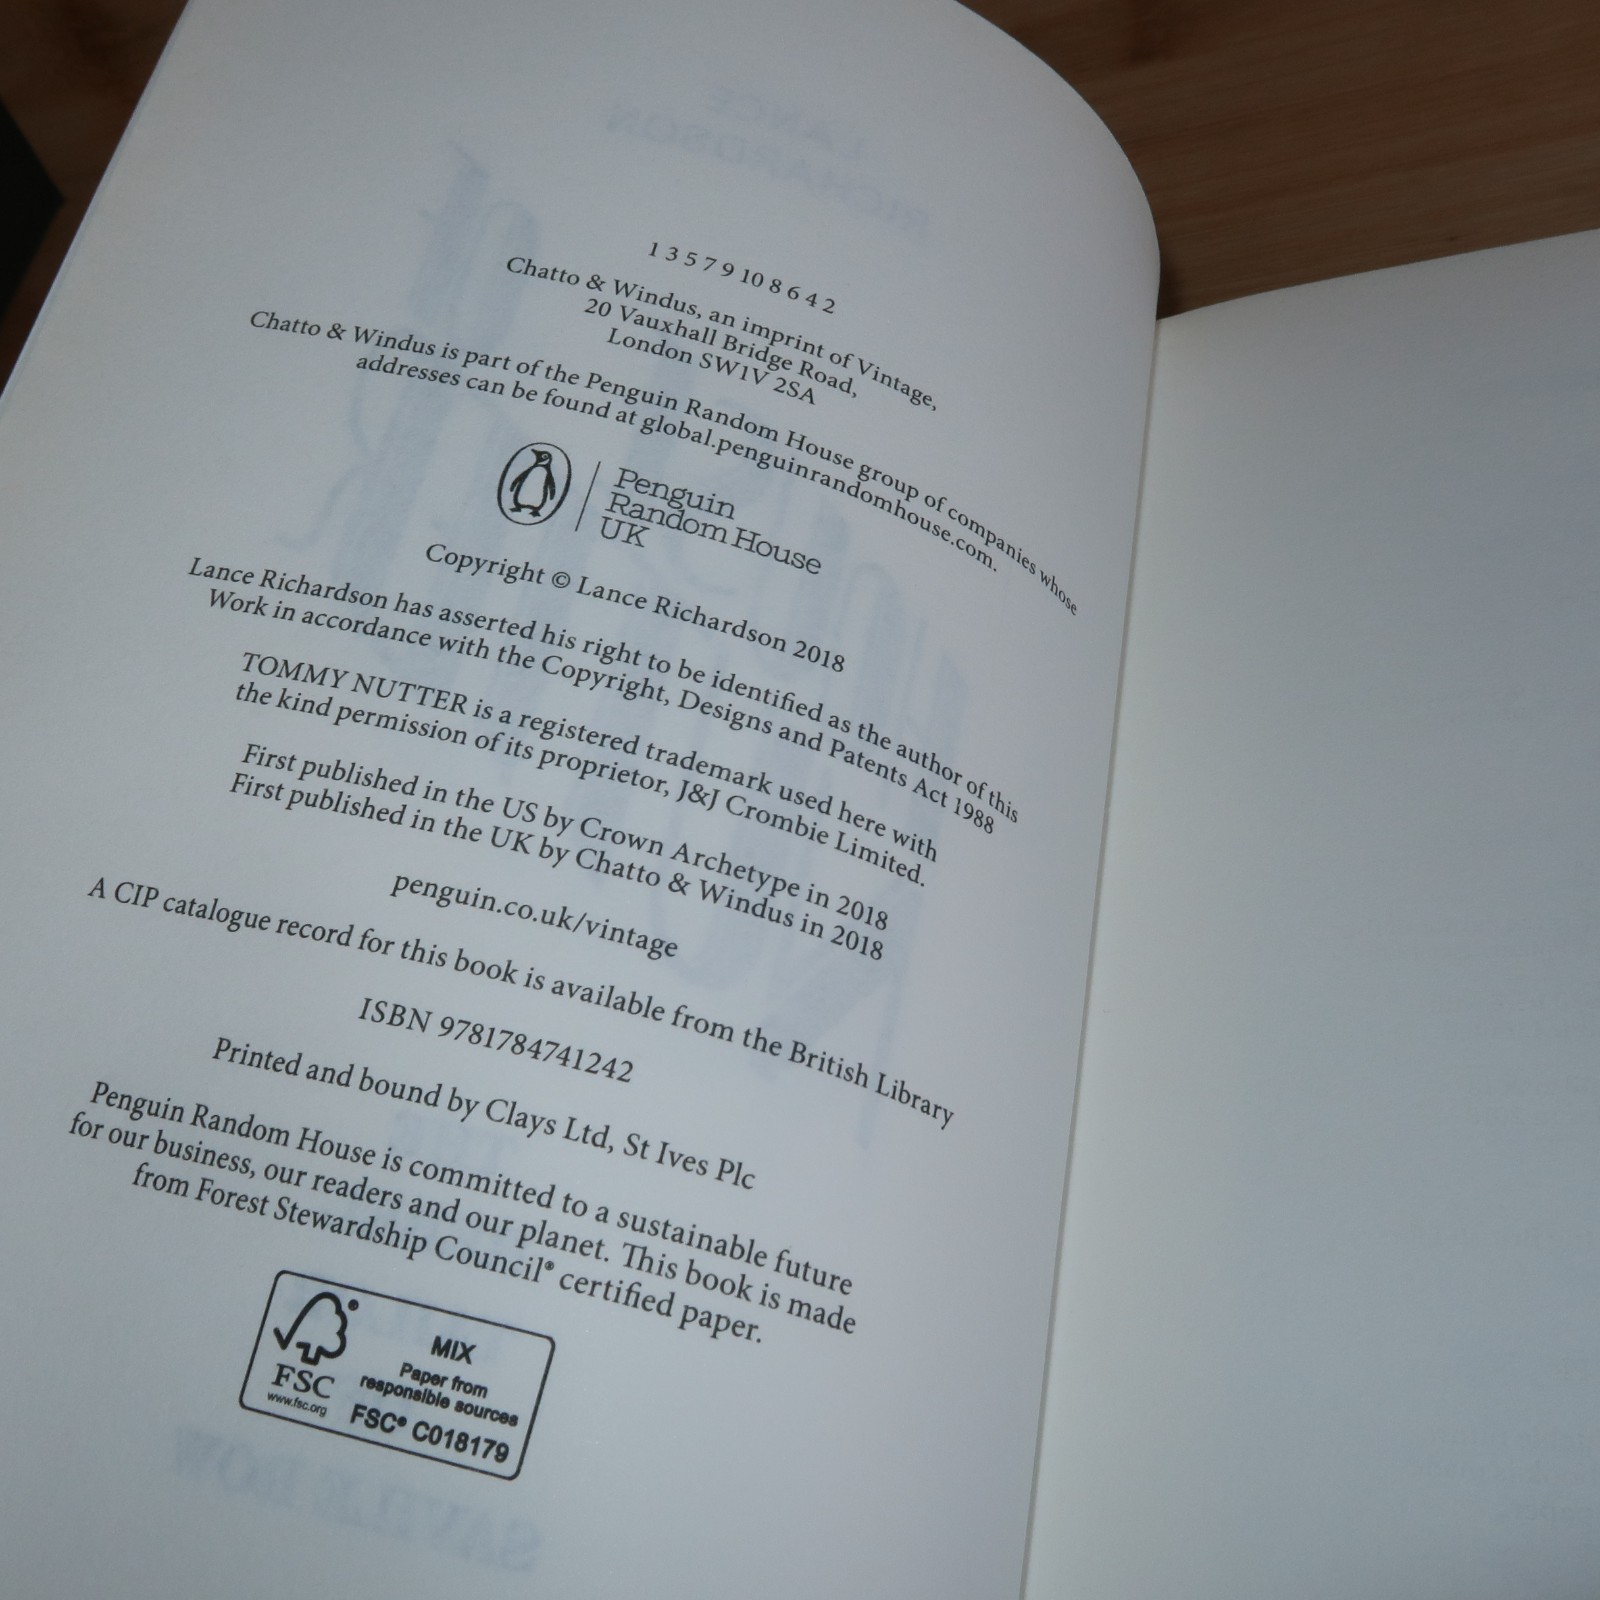 1 3 5 7 9 10 8 6 4 2
Chatto & Windus, an imprint of Vintage,
20 Vauxhall Bridge Road,
London SW1V 2SA
Chatto & Windus is part of the Penguin Random House group of companies whose
addresses can be found at global.penguinrandomhouse.com.
Penguin
Random House
UK
Copyright © Lance Richardson 2018
Lance Richardson has asserted his right to be identified as the author of this
Work in accordance with the Copyright, Designs and Patents Act 1988
TOMMY NUTTER is a registered trademark used here with
the kind permission of its proprietor, J&J Crombie Limited.
First published in the US by Crown Archetype in 2018
First published in the UK by Chatto & Windus in 2018
penguin.co.uk/vintage
A CIP catalogue record for this book is available from the British Library
ISBN 9781784741242
Printed and bound by Clays Ltd, St Ives Plc
Penguin Random House is committed to a sustainable future
for our business, our readers and our planet. This book is made
from Forest Stewardship Council® certified paper.
MIX
Paper from
responsible sources
FSC® C018179
FSC
www.fsc.org
LANCE
RICHARDSON
SAVILE ROW